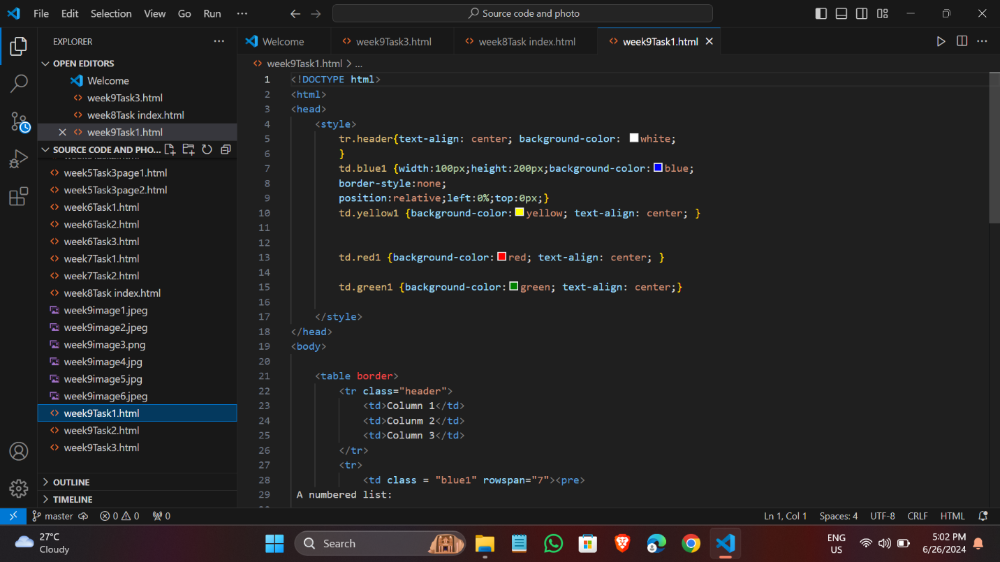 File Edit Selection View Go Run ···
Source code and photo
EXPLORER
OPEN EDITORS
Welcome
week9Task3.html
week8Task index.html
week9Task1.html
SOURCE CODE AND PHO...
week5Task3page1.html
week5Task3page2.html
week6Task1.html
week6Task2.html
week6Task3.html
week7Task1.html
week7Task2.html
week8Task index.html
week9image1.jpeg
week9image2.jpeg
week9image3.png
week9image4.jpg
week9image5.jpg
week9image6.jpeg
week9Task1.html
week9Task2.html
week9Task3.html
OUTLINE
TIMELINE
Welcome week9Task3.html week8Task index.html week9Task1.html
week9Task1.html > ...
1 <!DOCTYPE html>
2 <html>
3 <head>
4 <style>
5 tr.header{text-align: center; background-color: white;
6 }
7 td.blue1 {width:100px;height:200px;background-color:blue;
8 border-style:none;
9 position:relative;left:0%;top:0px;}
10 td.yellow1 {background-color:yellow; text-align: center; }
11
12
13 td.red1 {background-color:red; text-align: center; }
14
15 td.green1 {background-color:green; text-align: center;}
16
17 </style>
18 </head>
19 <body>
20
21 <table border>
22 <tr class="header">
23 <td>Column 1</td>
24 <td>Colunm 2</td>
25 <td>Column 3</td>
26 </tr>
27 <tr>
28 <td class = "blue1" rowspan="7"><pre>
29 A numbered list:
master 0 0 0
Ln 1, Col 1 Spaces: 4 UTF-8 CRLF HTML
27°C
Cloudy
Search
ENG
US
5:02 PM
6/26/2024